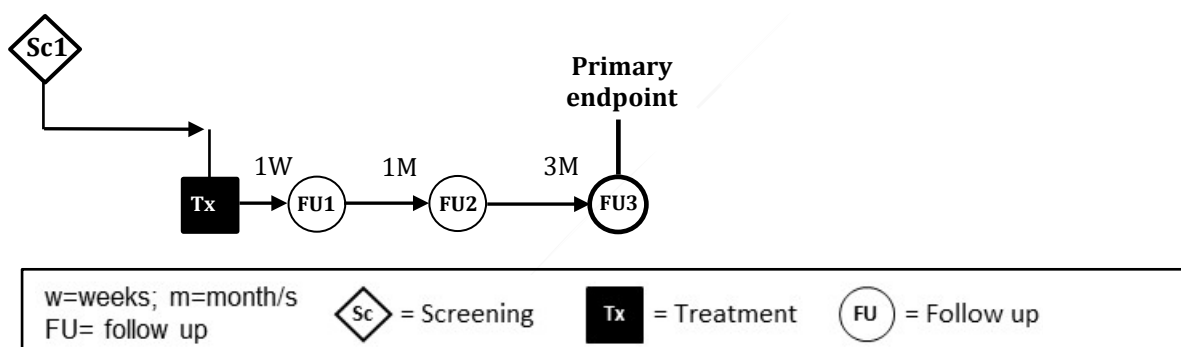 Sc1
Primary
endpoint
1W
1M
3M
Tx
FU1
FU2
FU3
w=weeks; m=month/s
FU= follow up
Sc = Screening
Tx = Treatment
FU = Follow up